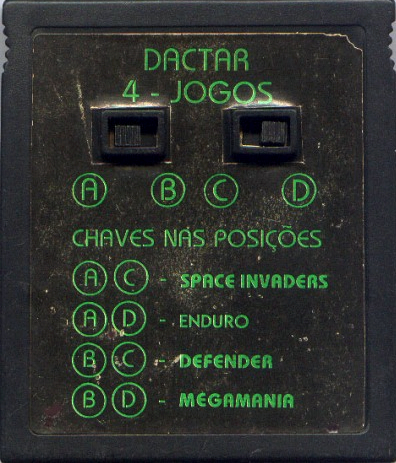 DACTAR
4 - JOGOS
A B C D
CHAVES NAS POSIÇÕES
A C - SPACE INVADERS
A D - ENDURO
B C - DEFENDER
B D - MEGAMANIA